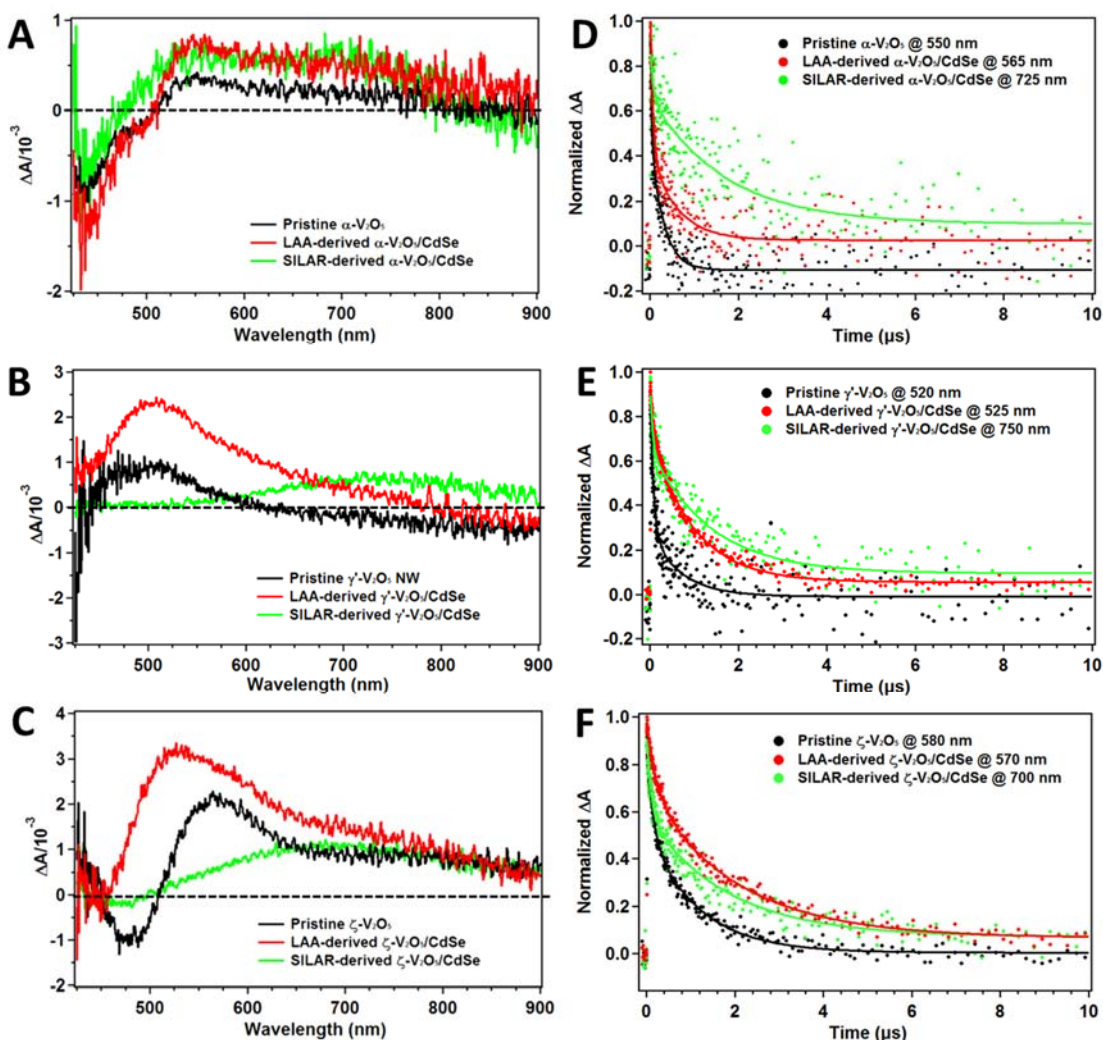 A
ΔA/10⁻³
1
0
-1
-2
Pristine α-V₂O₅
LAA-derived α-V₂O₅/CdSe
SILAR-derived α-V₂O₅/CdSe
500 600 700 800 900
Wavelength (nm)
D
Normalized ΔA
1.0
0.8
0.6
0.4
0.2
0.0
-0.2
Pristine α-V₂O₅ @ 550 nm
LAA-derived α-V₂O₅/CdSe @ 565 nm
SILAR-derived α-V₂O₅/CdSe @ 725 nm
0 2 4 6 8 10
Time (µs)
B
ΔA/10⁻³
3
2
1
0
-1
-2
3
Pristine γ'-V₂O₅ NW
LAA-derived γ'-V₂O₅/CdSe
SILAR-derived γ'-V₂O₅/CdSe
500 600 700 800 900
Wavelength (nm)
E
Normalized ΔA
1.0
0.8
0.6
0.4
0.2
0.0
-0.2
Pristine γ'-V₂O₅ @ 520 nm
LAA-derived γ'-V₂O₅/CdSe @ 525 nm
SILAR-derived γ'-V₂O₅/CdSe @ 750 nm
0 2 4 6 8 10
Time (µs)
C
ΔA/10⁻³
4
3
2
1
0
-1
-2
Pristine ζ-V₂O₅
LAA-derived ζ-V₂O₅/CdSe
SILAR-derived ζ-V₂O₅/CdSe
500 600 700 800 900
Wavelength (nm)
F
Normalized ΔA
1.0
0.8
0.6
0.4
0.2
0.0
Pristine ζ-V₂O₅ @ 580 nm
LAA-derived ζ-V₂O₅/CdSe @ 570 nm
SILAR-derived ζ-V₂O₅/CdSe @ 700 nm
0 2 4 6 8 10
Time (µs)